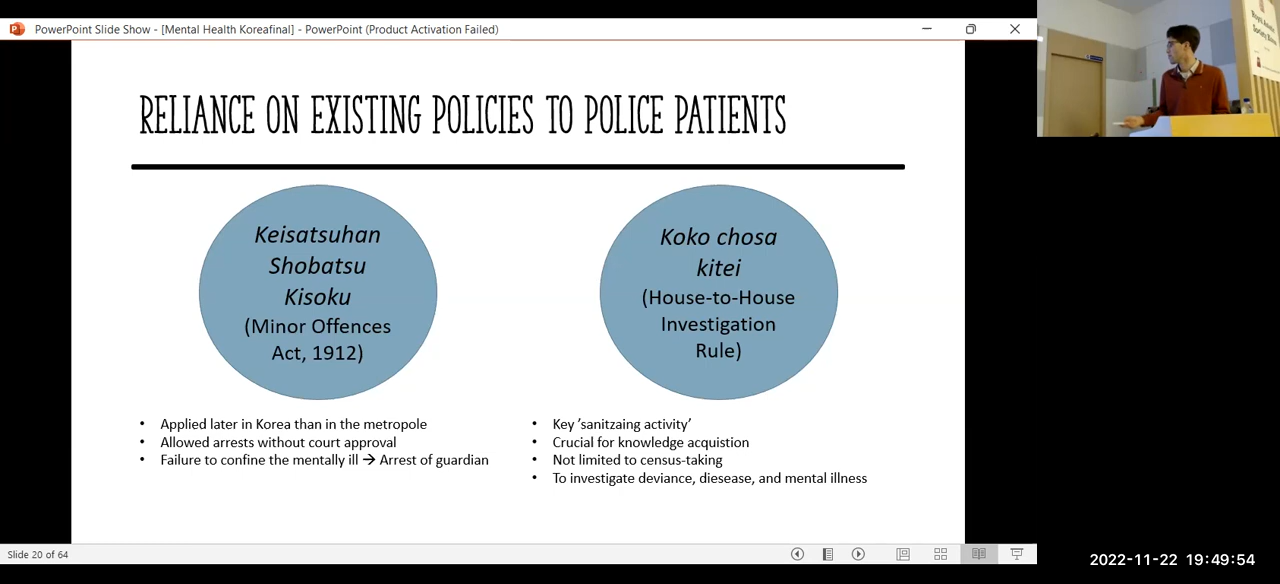 PowerPoint Slide Show - [Mental Health Koreafinal] - PowerPoint (Product Activation Failed)
RELIANCE ON EXISTING POLICIES TO POLICE PATIENTS
Keisatsuhan
Shobatsu
Kisoku
(Minor Offences
Act, 1912)
• Applied later in Korea than in the metropole
• Allowed arrests without court approval
• Failure to confine the mentally ill → Arrest of guardian
Koko chosa
kitei
(House-to-House
Investigation
Rule)
• Key ’sanitzaing activity’
• Crucial for knowledge acquistion
• Not limited to census-taking
• To investigate deviance, diesease, and mental illness
Slide 20 of 64
2022-11-22 19:49:54